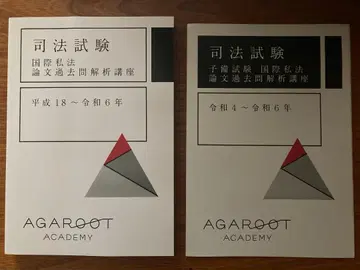 司法試験
国際私法
論文過去問解析講座
平成18～令和6年
AGAROOT
ACADEMY
司法試験
予備試験 国際私法
論文過去問解析講座
令和4～令和6年
AGAROOT
ACADEMY